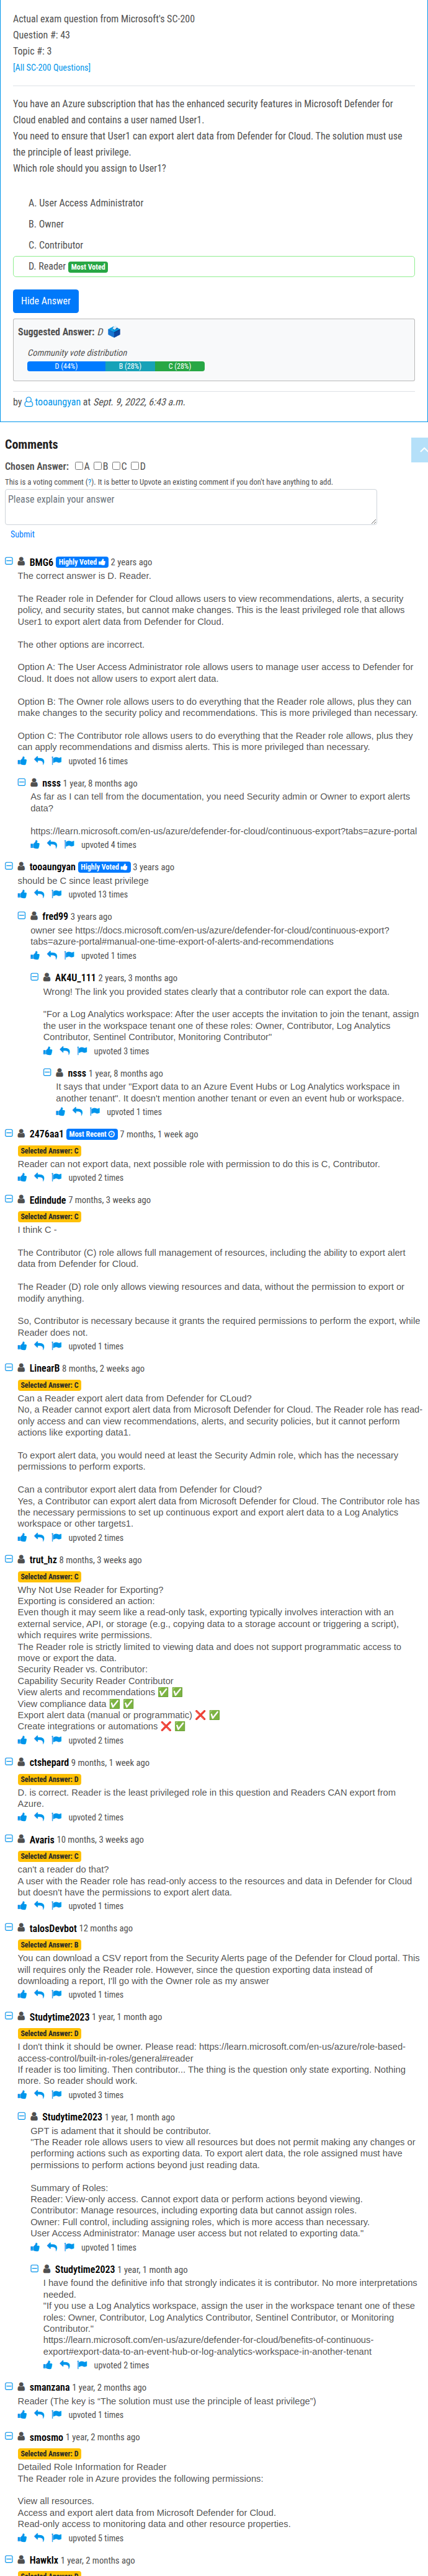 Actual exam question from Microsoft's SC-200
Question #: 43
Topic #: 3
[All SC-200 Questions]
You have an Azure subscription that has the enhanced security features in Microsoft Defender for
Cloud enabled and contains a user named User1.
You need to ensure that User1 can export alert data from Defender for Cloud. The solution must use
the principle of least privilege.
Which role should you assign to User1?
A. User Access Administrator
B. Owner
C. Contributor
D. Reader Most Voted
Hide Answer
Suggested Answer: D
Community vote distribution
D (44%) B (28%) C (28%)
by tooaungyan at Sept. 9, 2022, 6:43 a.m.
Comments
Chosen Answer: A B C D
This is a voting comment (?). It is better to Upvote an existing comment if you don't have anything to add.
Please explain your answer
Submit
BMG6 Highly Voted 2 years ago
The correct answer is D. Reader.
The Reader role in Defender for Cloud allows users to view recommendations, alerts, a security
policy, and security states, but cannot make changes. This is the least privileged role that allows
User1 to export alert data from Defender for Cloud.
The other options are incorrect.
Option A: The User Access Administrator role allows users to manage user access to Defender for
Cloud. It does not allow users to export alert data.
Option B: The Owner role allows users to do everything that the Reader role allows, plus they can
make changes to the security policy and recommendations. This is more privileged than necessary.
Option C: The Contributor role allows users to do everything that the Reader role allows, plus they
can apply recommendations and dismiss alerts. This is more privileged than necessary.
upvoted 16 times
nsss 1 year, 8 months ago
As far as I can tell from the documentation, you need Security admin or Owner to export alerts
data?
https://learn.microsoft.com/en-us/azure/defender-for-cloud/continuous-export?tabs=azure-portal
upvoted 4 times
tooaungyan Highly Voted 3 years ago
should be C since least privilege
upvoted 13 times
fred99 3 years ago
owner see https://docs.microsoft.com/en-us/azure/defender-for-cloud/continuous-export?
tabs=azure-portal#manual-one-time-export-of-alerts-and-recommendations
upvoted 1 times
AK4U_111 2 years, 3 months ago
Wrong! The link you provided states clearly that a contributor role can export the data.
"For a Log Analytics workspace: After the user accepts the invitation to join the tenant, assign
the user in the workspace tenant one of these roles: Owner, Contributor, Log Analytics
Contributor, Sentinel Contributor, Monitoring Contributor"
upvoted 3 times
nsss 1 year, 8 months ago
It says that under "Export data to an Azure Event Hubs or Log Analytics workspace in
another tenant". It doesn't mention another tenant or even an event hub or workspace.
upvoted 1 times
2476aa1 Most Recent 7 months, 1 week ago
Selected Answer: C
Reader can not export data, next possible role with permission to do this is C, Contributor.
upvoted 2 times
Edindude 7 months, 3 weeks ago
Selected Answer: C
I think C -
The Contributor (C) role allows full management of resources, including the ability to export alert
data from Defender for Cloud.
The Reader (D) role only allows viewing resources and data, without the permission to export or
modify anything.
So, Contributor is necessary because it grants the required permissions to perform the export, while
Reader does not.
upvoted 1 times
LinearB 8 months, 2 weeks ago
Selected Answer: C
Can a Reader export alert data from Defender for CLoud?
No, a Reader cannot export alert data from Microsoft Defender for Cloud. The Reader role has read-
only access and can view recommendations, alerts, and security policies, but it cannot perform
actions like exporting data1.
To export alert data, you would need at least the Security Admin role, which has the necessary
permissions to perform exports.
Can a contributor export alert data from Defender for Cloud?
Yes, a Contributor can export alert data from Microsoft Defender for Cloud. The Contributor role has
the necessary permissions to set up continuous export and export alert data to a Log Analytics
workspace or other targets1.
upvoted 2 times
trut_hz 8 months, 3 weeks ago
Selected Answer: C
Why Not Use Reader for Exporting?
Exporting is considered an action:
Even though it may seem like a read-only task, exporting typically involves interaction with an
external service, API, or storage (e.g., copying data to a storage account or triggering a script),
which requires write permissions.
The Reader role is strictly limited to viewing data and does not support programmatic access to
move or export the data.
Security Reader vs. Contributor:
Capability Security Reader Contributor
View alerts and recommendations ✅ ✅
View compliance data ✅ ✅
Export alert data (manual or programmatic) ❌ ✅
Create integrations or automations ❌ ✅
upvoted 2 times
ctshepard 9 months, 1 week ago
Selected Answer: D
D. is correct. Reader is the least privileged role in this question and Readers CAN export from
Azure.
upvoted 2 times
Avaris 10 months, 3 weeks ago
Selected Answer: C
can't a reader do that?
A user with the Reader role has read-only access to the resources and data in Defender for Cloud
but doesn't have the permissions to export alert data.
upvoted 1 times
talosDevbot 12 months ago
Selected Answer: B
You can download a CSV report from the Security Alerts page of the Defender for Cloud portal. This
will requires only the Reader role. However, since the question exporting data instead of
downloading a report, I'll go with the Owner role as my answer
upvoted 1 times
Studytime2023 1 year, 1 month ago
Selected Answer: D
I don't think it should be owner. Please read: https://learn.microsoft.com/en-us/azure/role-based-
access-control/built-in-roles/general#reader
If reader is too limiting. Then contributor... The thing is the question only state exporting. Nothing
more. So reader should work.
upvoted 3 times
Studytime2023 1 year, 1 month ago
GPT is adament that it should be contributor.
"The Reader role allows users to view all resources but does not permit making any changes or
performing actions such as exporting data. To export alert data, the role assigned must have
permissions to perform actions beyond just reading data.
Summary of Roles:
Reader: View-only access. Cannot export data or perform actions beyond viewing.
Contributor: Manage resources, including exporting data but cannot assign roles.
Owner: Full control, including assigning roles, which is more access than necessary.
User Access Administrator: Manage user access but not related to exporting data."
upvoted 1 times
Studytime2023 1 year, 1 month ago
I have found the definitive info that strongly indicates it is contributor. No more interpretations
needed.
"If you use a Log Analytics workspace, assign the user in the workspace tenant one of these
roles: Owner, Contributor, Log Analytics Contributor, Sentinel Contributor, or Monitoring
Contributor."
https://learn.microsoft.com/en-us/azure/defender-for-cloud/benefits-of-continuous-
export#export-data-to-an-event-hub-or-log-analytics-workspace-in-another-tenant
upvoted 2 times
smanzana 1 year, 2 months ago
Reader (The key is “The solution must use the principle of least privilege”)
upvoted 1 times
smosmo 1 year, 2 months ago
Selected Answer: D
Detailed Role Information for Reader
The Reader role in Azure provides the following permissions:
View all resources.
Access and export alert data from Microsoft Defender for Cloud.
Read-only access to monitoring data and other resource properties.
upvoted 5 times
Hawklx 1 year, 2 months ago